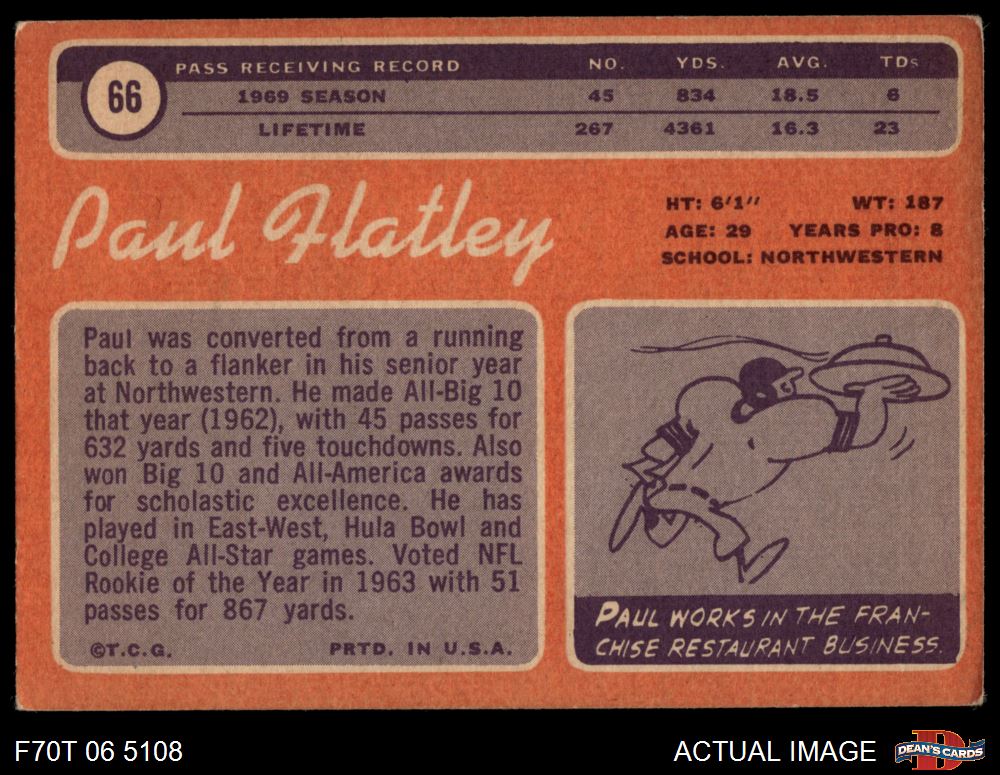 66
PASS RECEIVING RECORD NO. YDS. AVG. TDs
1969 SEASON 45 834 18.5 6
LIFETIME 267 4361 16.3 23
Paul Flatley
HT: 6'1" WT: 187
AGE: 29 YEARS PRO: 8
SCHOOL: NORTHWESTERN
Paul was converted from a running
back to a flanker in his senior year
at Northwestern. He made All-Big 10
that year (1962), with 45 passes for
632 yards and five touchdowns. Also
won Big 10 and All-America awards
for scholastic excellence. He has
played in East-West, Hula Bowl and
College All-Star games. Voted NFL
Rookie of the Year in 1963 with 51
passes for 867 yards.
©T.C.G. PRTD. IN U.S.A.
PAUL WORKS IN THE FRAN-
CHISE RESTAURANT BUSINESS.
F70T 06 5108 ACTUAL IMAGE
D
DEAN'S CARDS